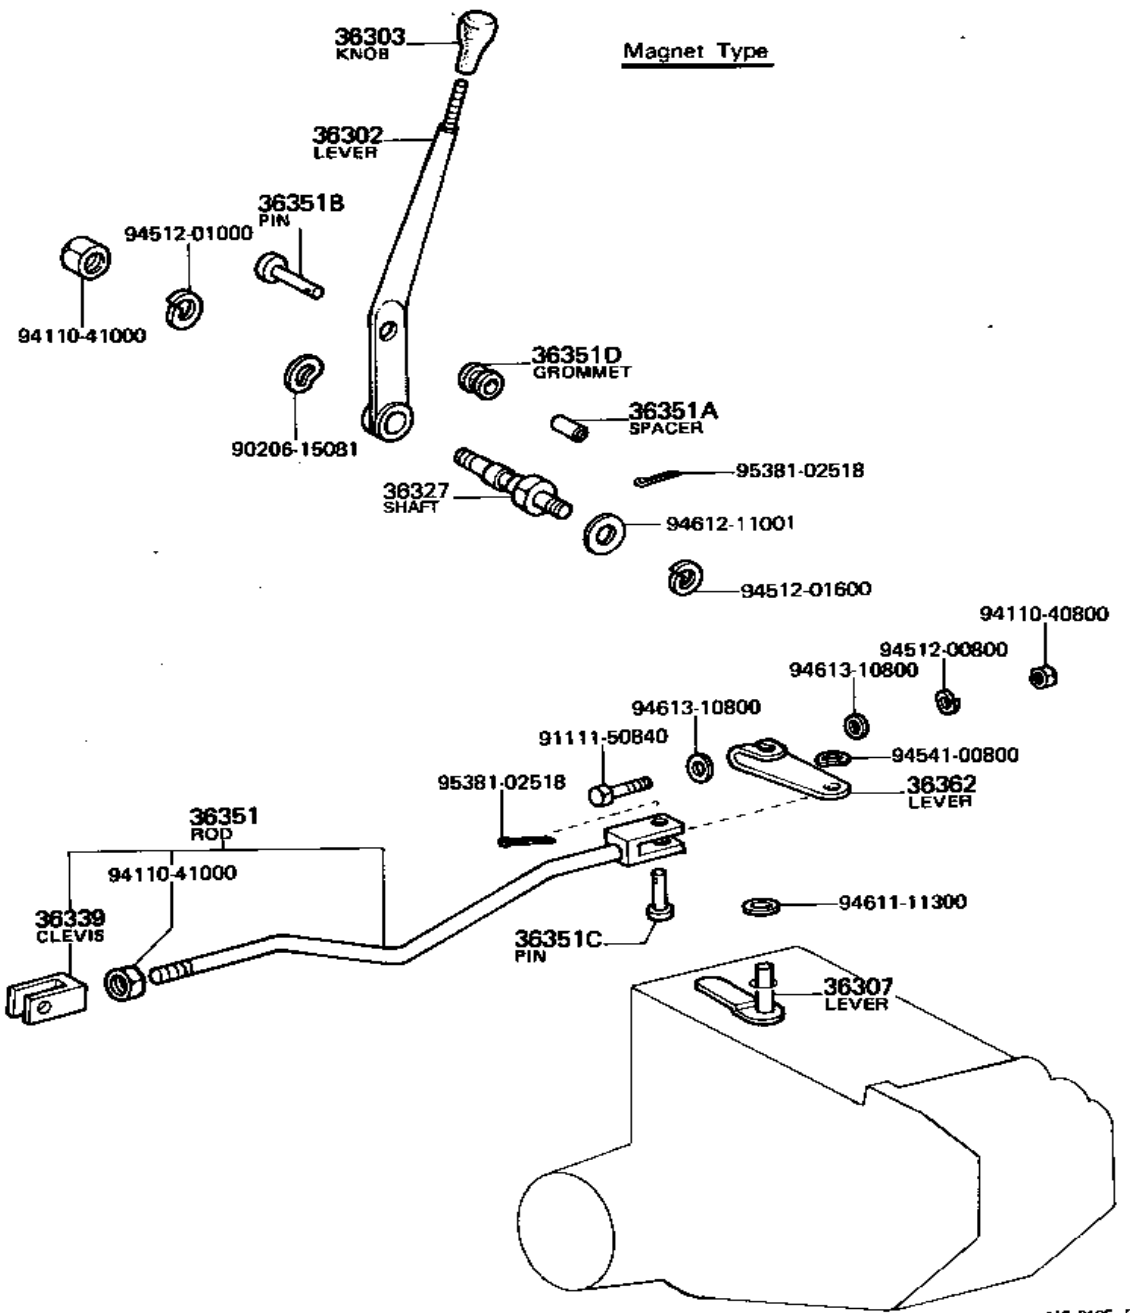 Magnet Type
36303
KNOB
36302
LEVER
36351B
PIN
94512-01000
94110-41000
36351D
GROMMET
36351A
SPACER
90206-15081
95381-02518
36327
SHAFT
94612-11001
94512-01600
94110-40800
94512-00800
94613-10800
94613-10800
91111-50840
94541-00800
95381-02518
36362
LEVER
36351
ROD
94110-41000
94611-11300
36339
CLEVIS
36351C
PIN
36307
LEVER